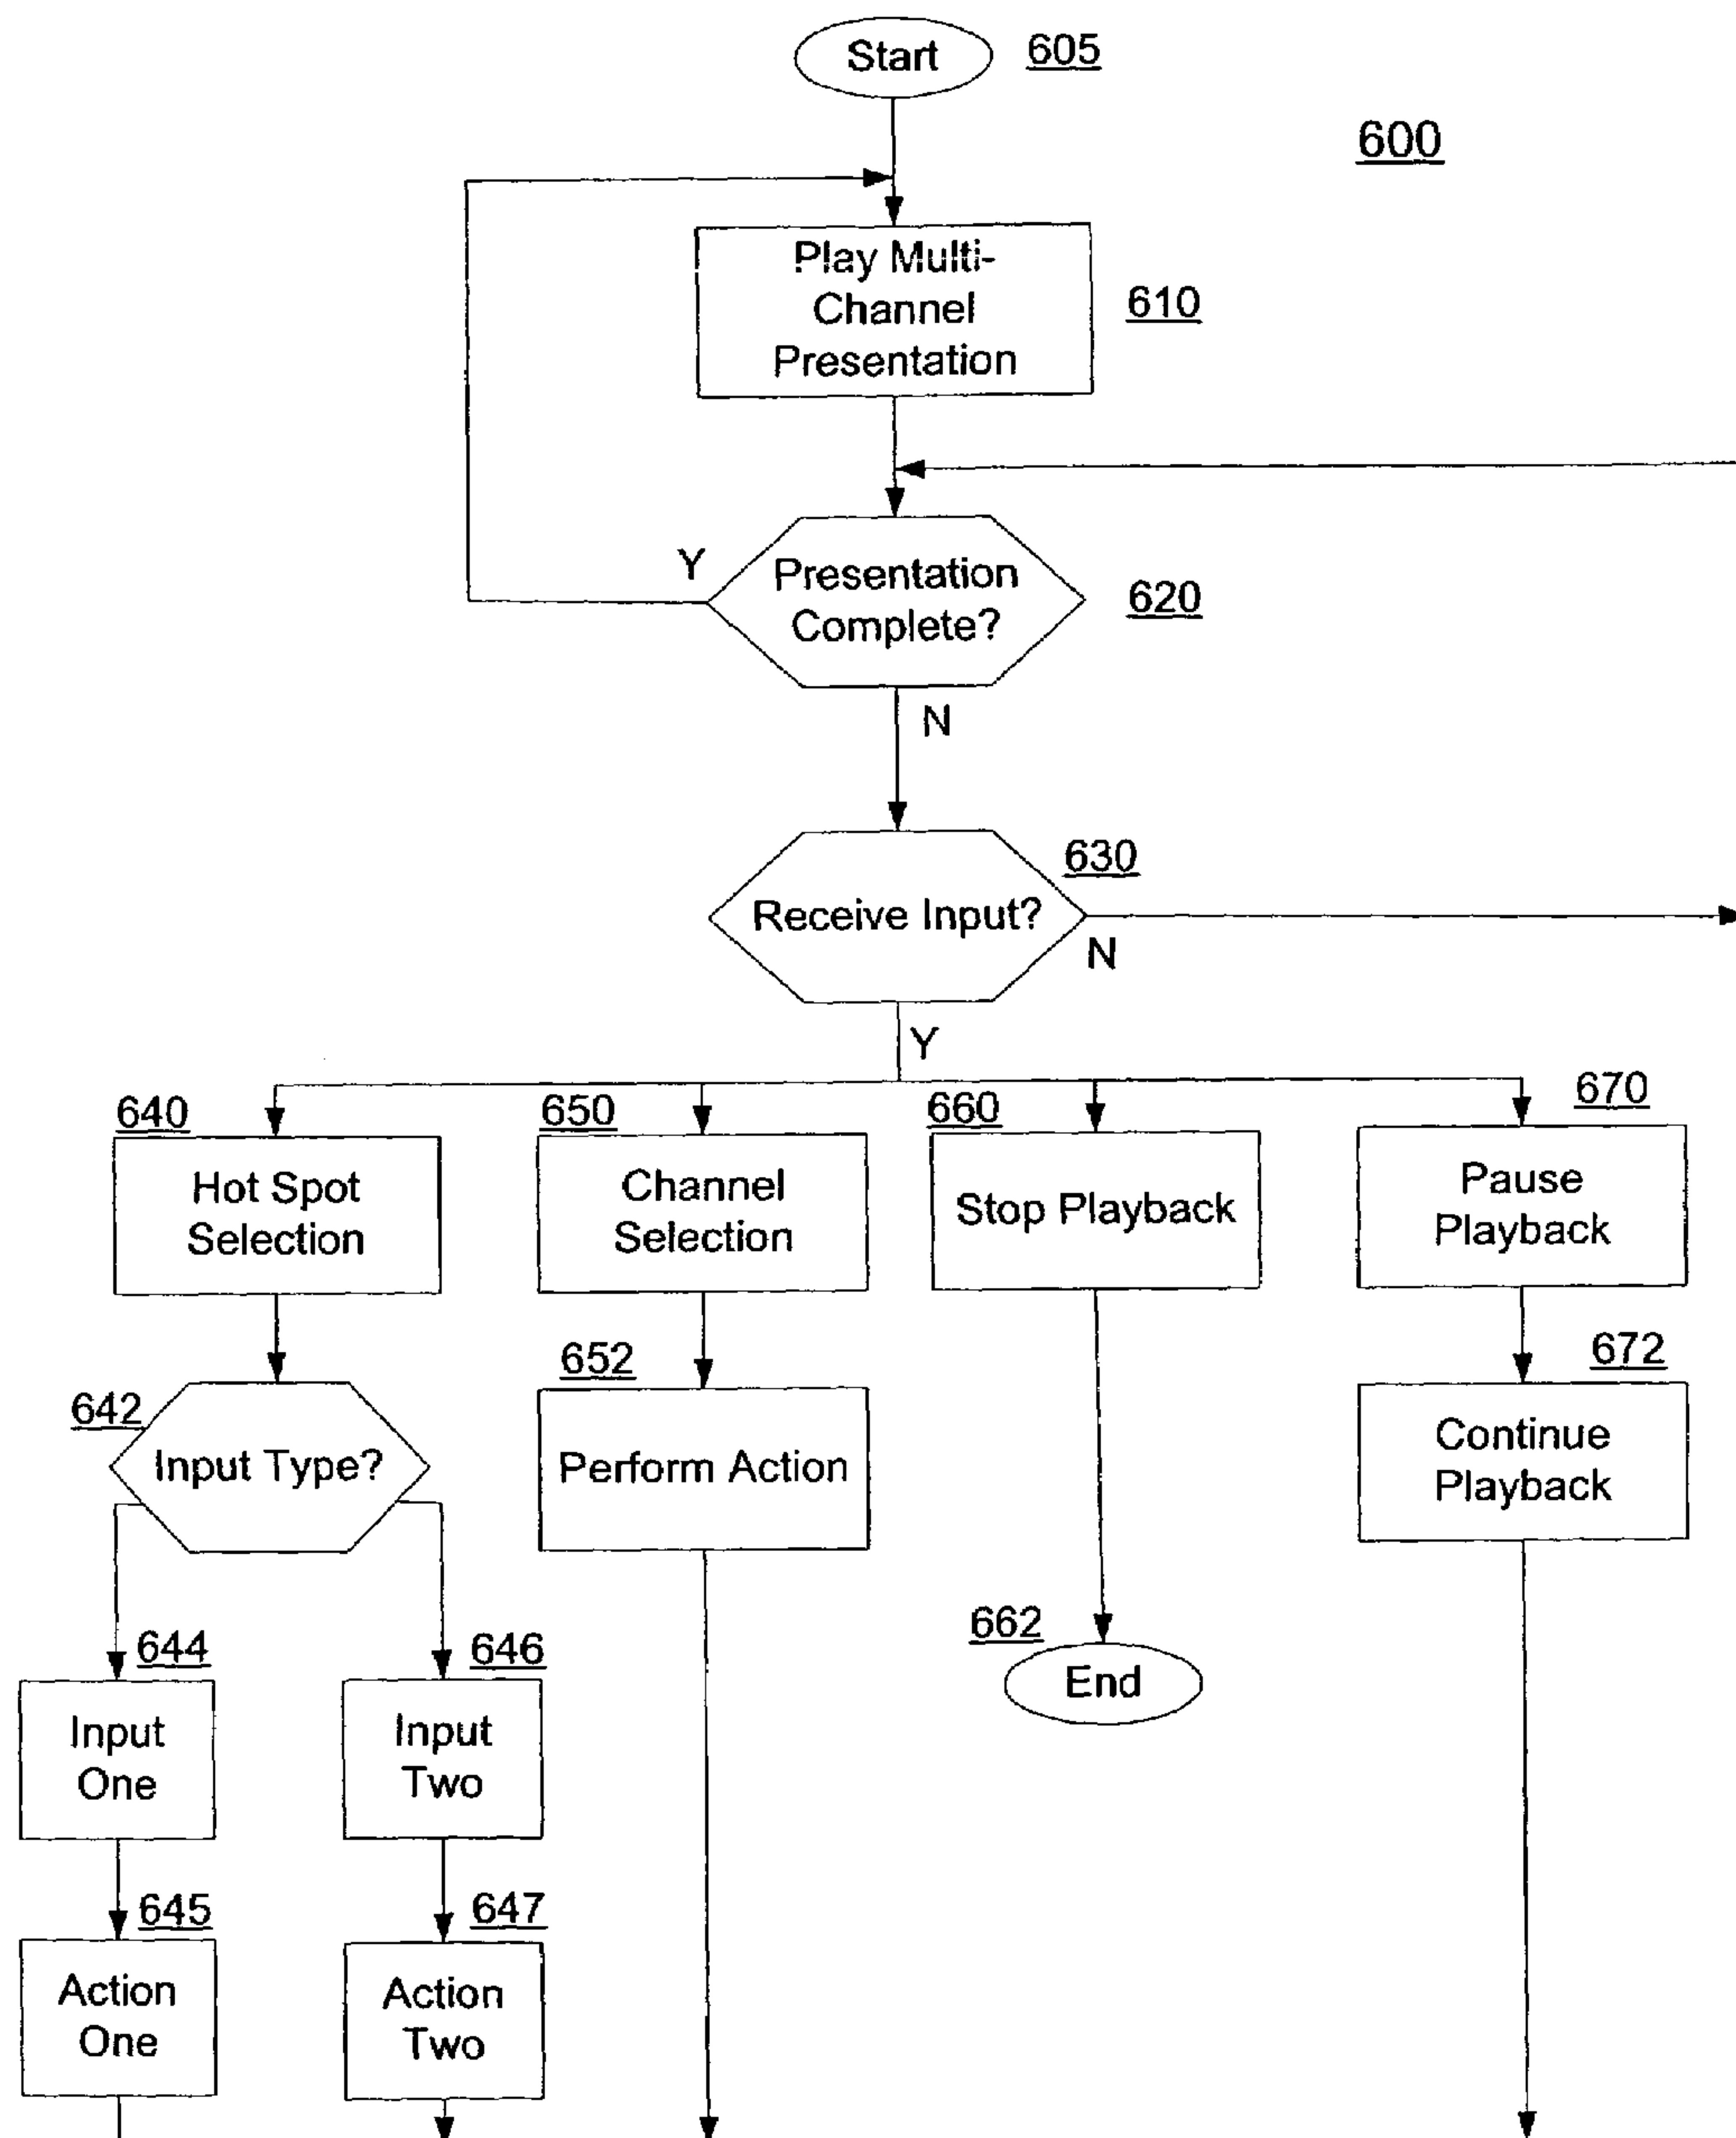 Start
605
600
Play Multi-
Channel
Presentation
610
Y
Presentation
Complete?
620
N
630
Receive Input?
N
Y
640
650
660
670
Hot Spot
Selection
Channel
Selection
Stop Playback
Pause
Playback
642
652
672
Input Type?
Perform Action
Continue
Playback
644
646
662
End
Input
One
Input
Two
645
647
Action
One
Action
Two